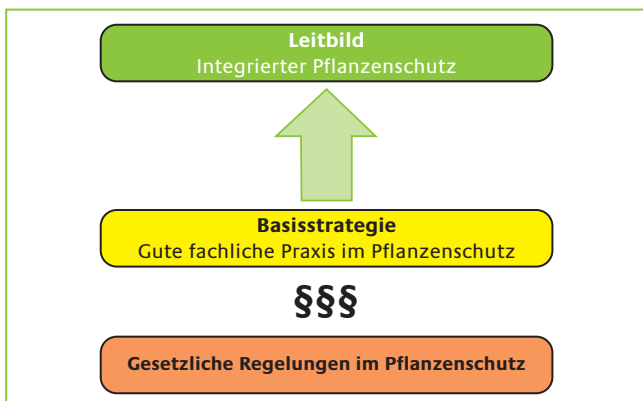 Leitbild
Integrierter Pflanzenschutz
Basisstrategie
Gute fachliche Praxis im Pflanzenschutz
§§§
Gesetzliche Regelungen im Pflanzenschutz